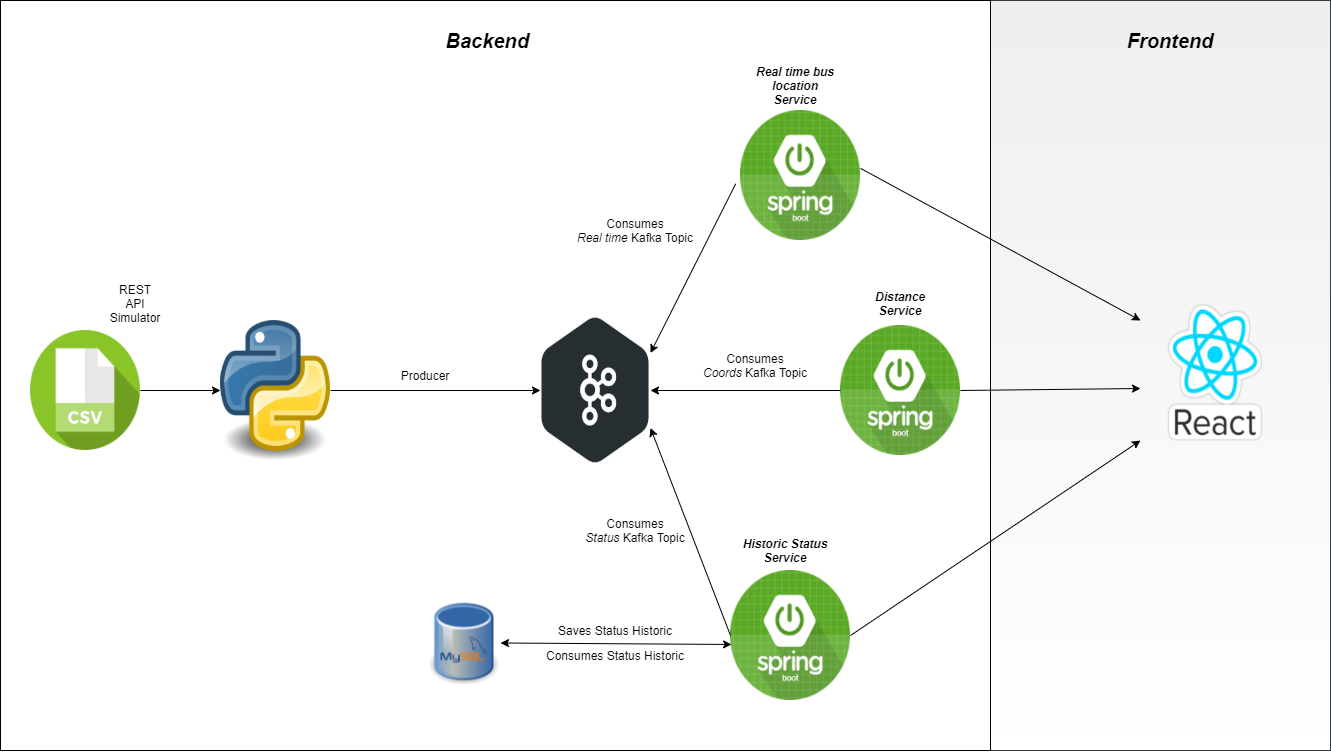 Backend
Frontend
Real time bus
location
Service
spring
boot
Consumes
Real time Kafka Topic
REST
API
Simulator
CSV
Producer
Distance
Service
Consumes
Coords Kafka Topic
spring
boot
React
Consumes
Status Kafka Topic
Historic Status
Service
spring
boot
Saves Status Historic
Consumes Status Historic
MySQL